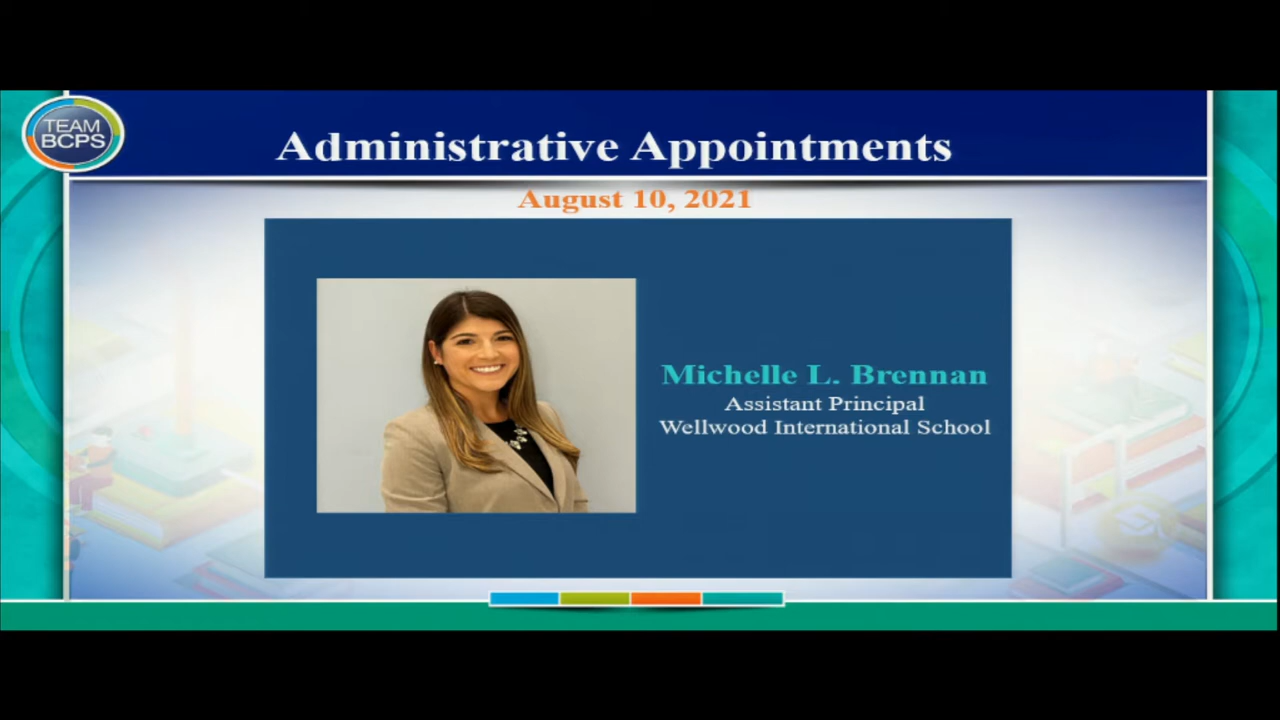 TEAM
BCPS
Administrative Appointments
August 10, 2021
Michelle L. Brennan
Assistant Principal
Wellwood International School